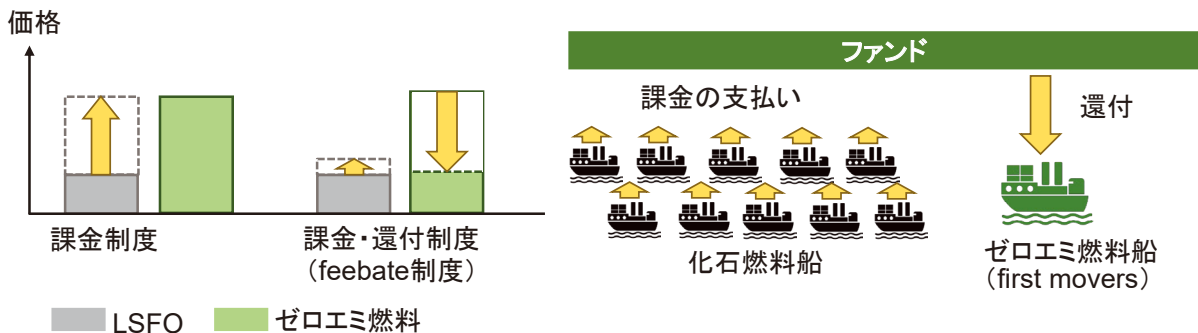 価格
課金制度
課金・還付制度
（feebate制度）
LSFO
ゼロエミ燃料
ファンド
課金の支払い
還付
化石燃料船
ゼロエミ燃料船
（first movers）